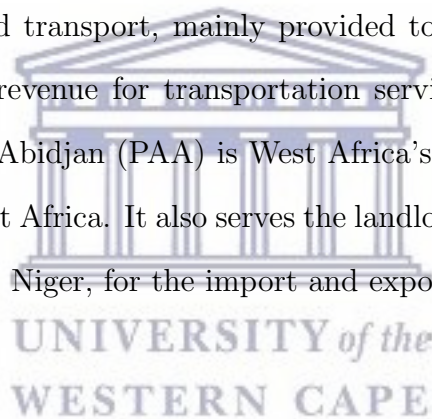 d transport, mainly provided to
revenue for transportation servi
Abidjan (PAA) is West Africa's
t Africa. It also serves the landlo
Niger, for the import and expo
UNIVERSITY of the
WESTERN CAPE